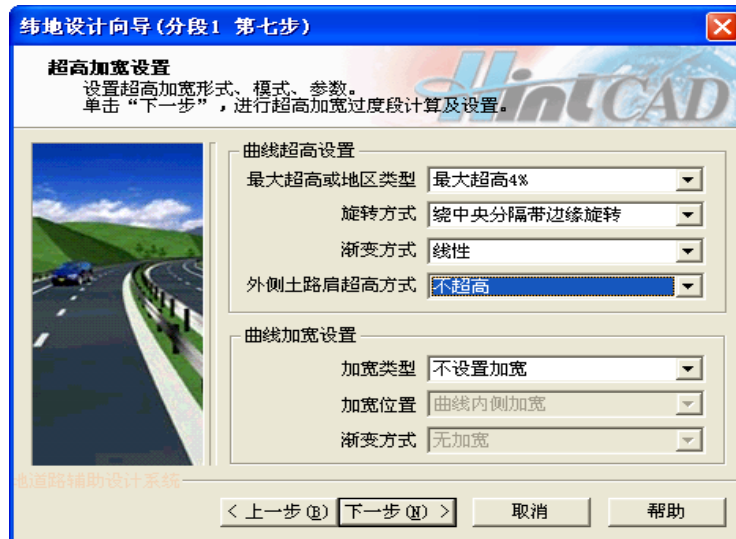 纬地设计向导(分段1 第七步)
超高加宽设置
设置超高加宽形式、模式、参数。
单击“下一步”,进行超高加宽过度段计算及设置。
HintCAD
曲线超高设置
最大超高或地区类型 最大超高4%
旋转方式 绕中央分隔带边缘旋转
渐变方式 线性
外侧土路肩超高方式 不超高
曲线加宽设置
加宽类型 不设置加宽
加宽位置 曲线内侧加宽
渐变方式 无加宽
地道路辅助设计系统
< 上一步(B) 下一步(N) > 取消 帮助